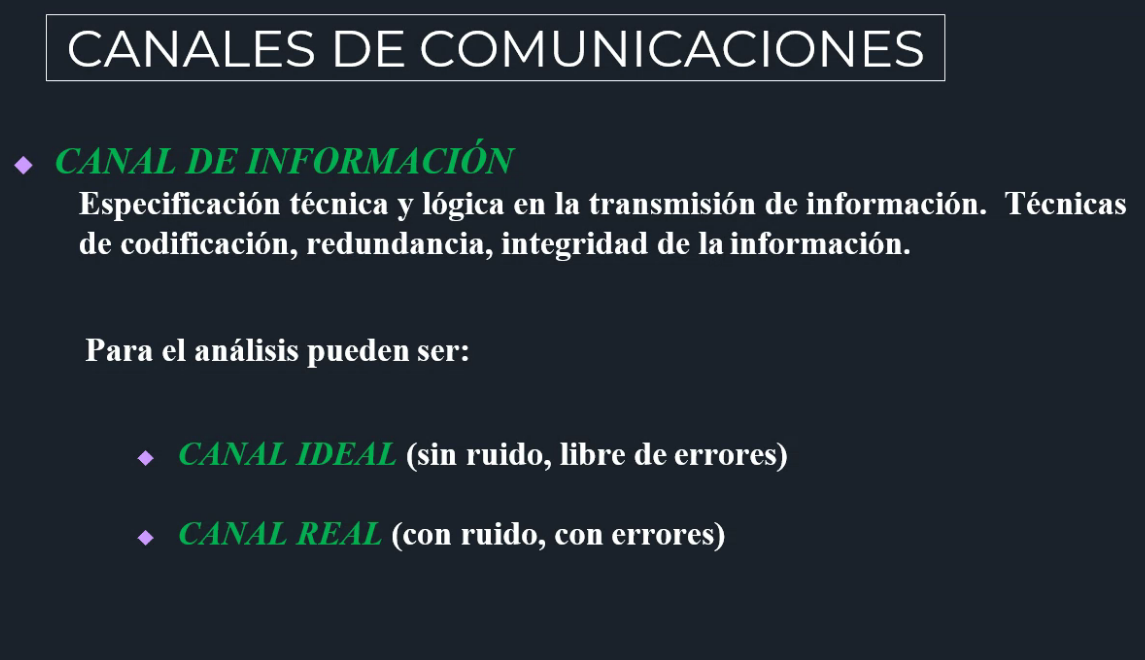 CANALES DE COMUNICACIONES
CANAL DE INFORMACIÓN
Especificación técnica y lógica en la transmisión de información. Técnicas
de codificación, redundancia, integridad de la información.
Para el análisis pueden ser:
CANAL IDEAL (sin ruido, libre de errores)
CANAL REAL (con ruido, con errores)